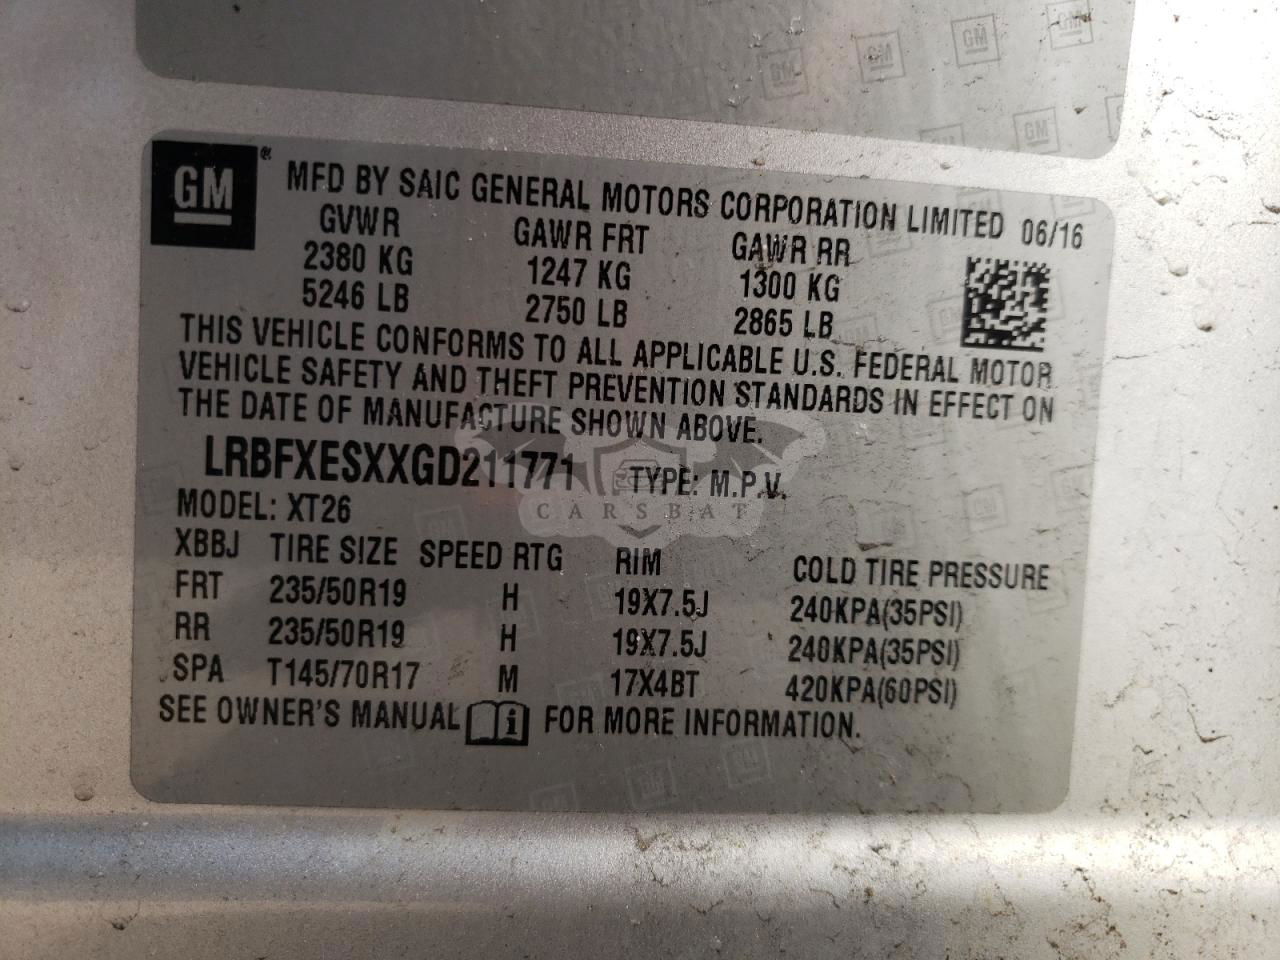 GM® MFD BY SAIC GENERAL MOTORS CORPORATION LIMITED 06/16
GVWR GAWR FRT GAWR RR
2380 KG 1247 KG 1300 KG
5246 LB 2750 LB 2865 LB
THIS VEHICLE CONFORMS TO ALL APPLICABLE U.S. FEDERAL MOTOR
VEHICLE SAFETY AND THEFT PREVENTION STANDARDS IN EFFECT ON
THE DATE OF MANUFACTURE SHOWN ABOVE.
LRBFXESXXGD211771 TYPE: M.P.V.
CARSBAT
MODEL: XT26
XBBJ TIRE SIZE SPEED RTG RIM COLD TIRE PRESSURE
FRT 235/50R19 H 19X7.5J 240KPA(35PSI)
RR 235/50R19 H 19X7.5J 240KPA(35PSI)
SPA T145/70R17 M 17X4BT 420KPA(60PSI)
SEE OWNER'S MANUAL i FOR MORE INFORMATION.